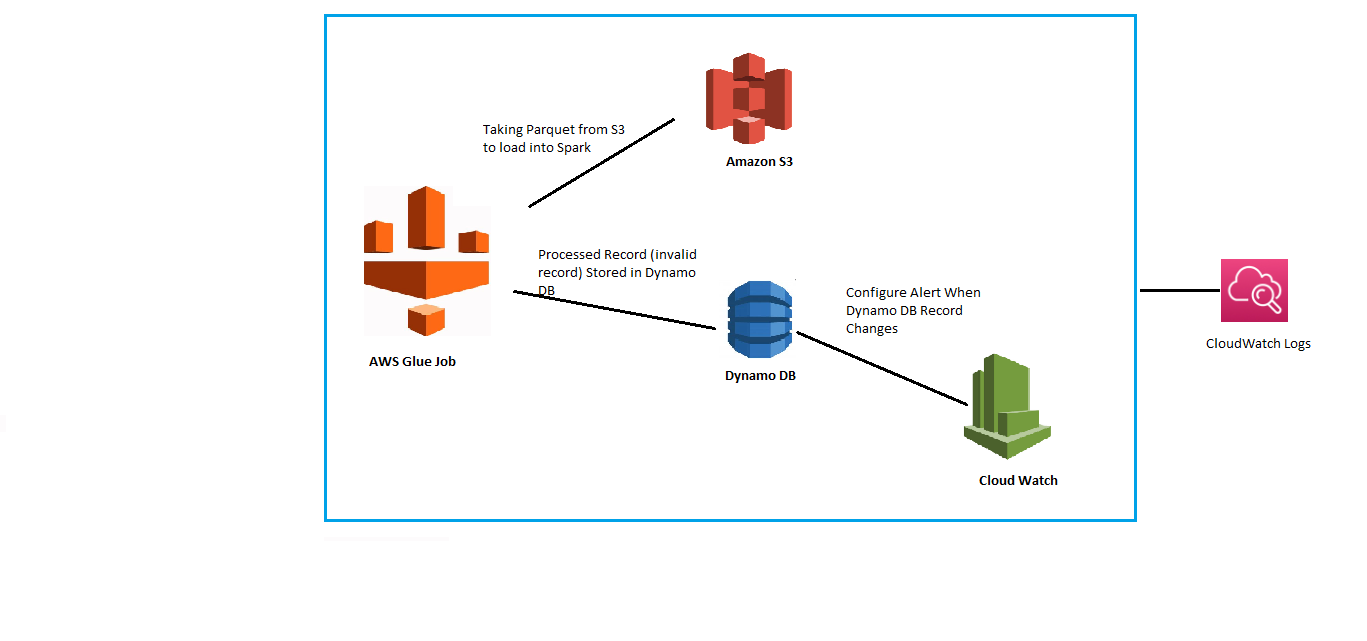 Taking Parquet from S3
to load into Spark
Amazon S3
AWS Glue Job
Processed Record (invalid
record) Stored in Dynamo
DB
Dynamo DB
Configure Alert When
Dynamo DB Record
Changes
Cloud Watch
CloudWatch Logs